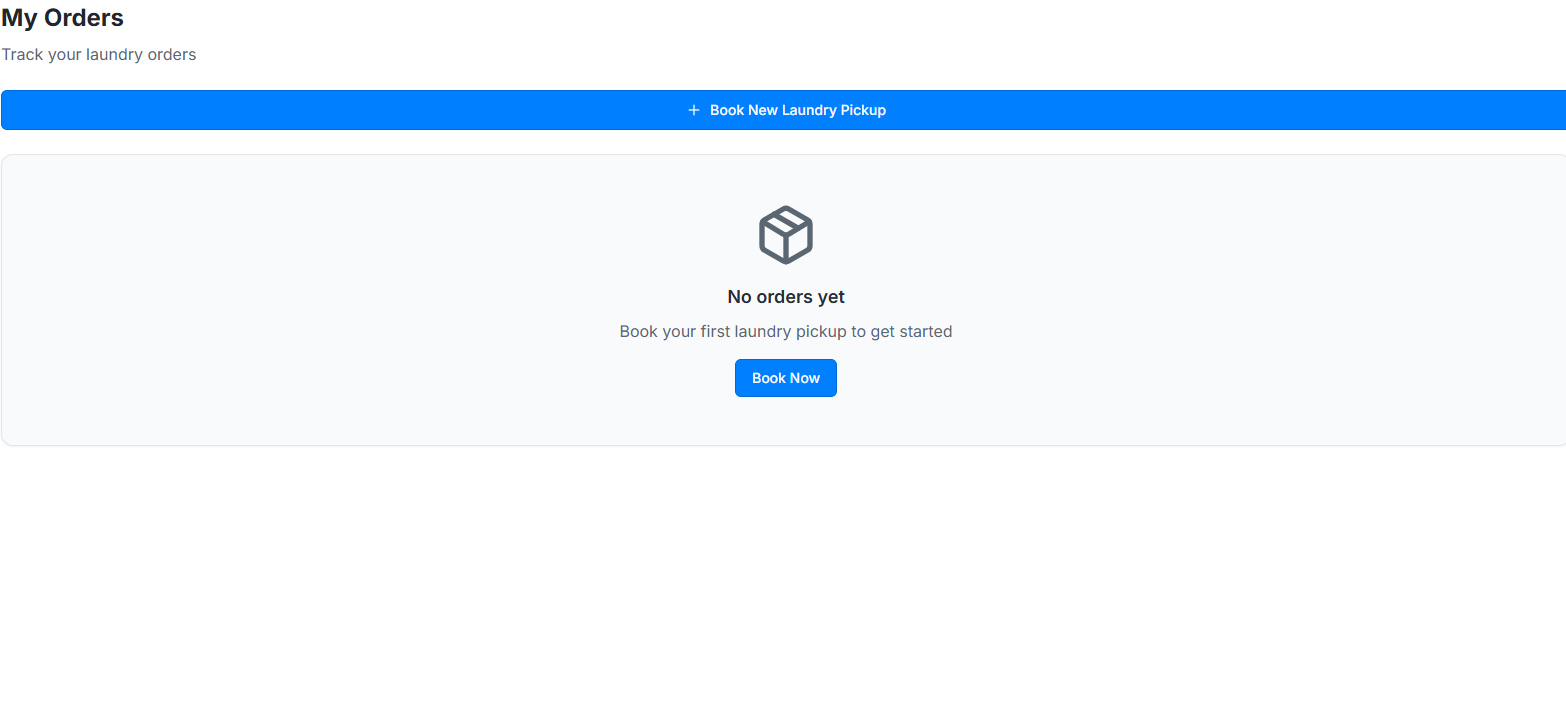 My Orders
Track your laundry orders
+ Book New Laundry Pickup
No orders yet
Book your first laundry pickup to get started
Book Now